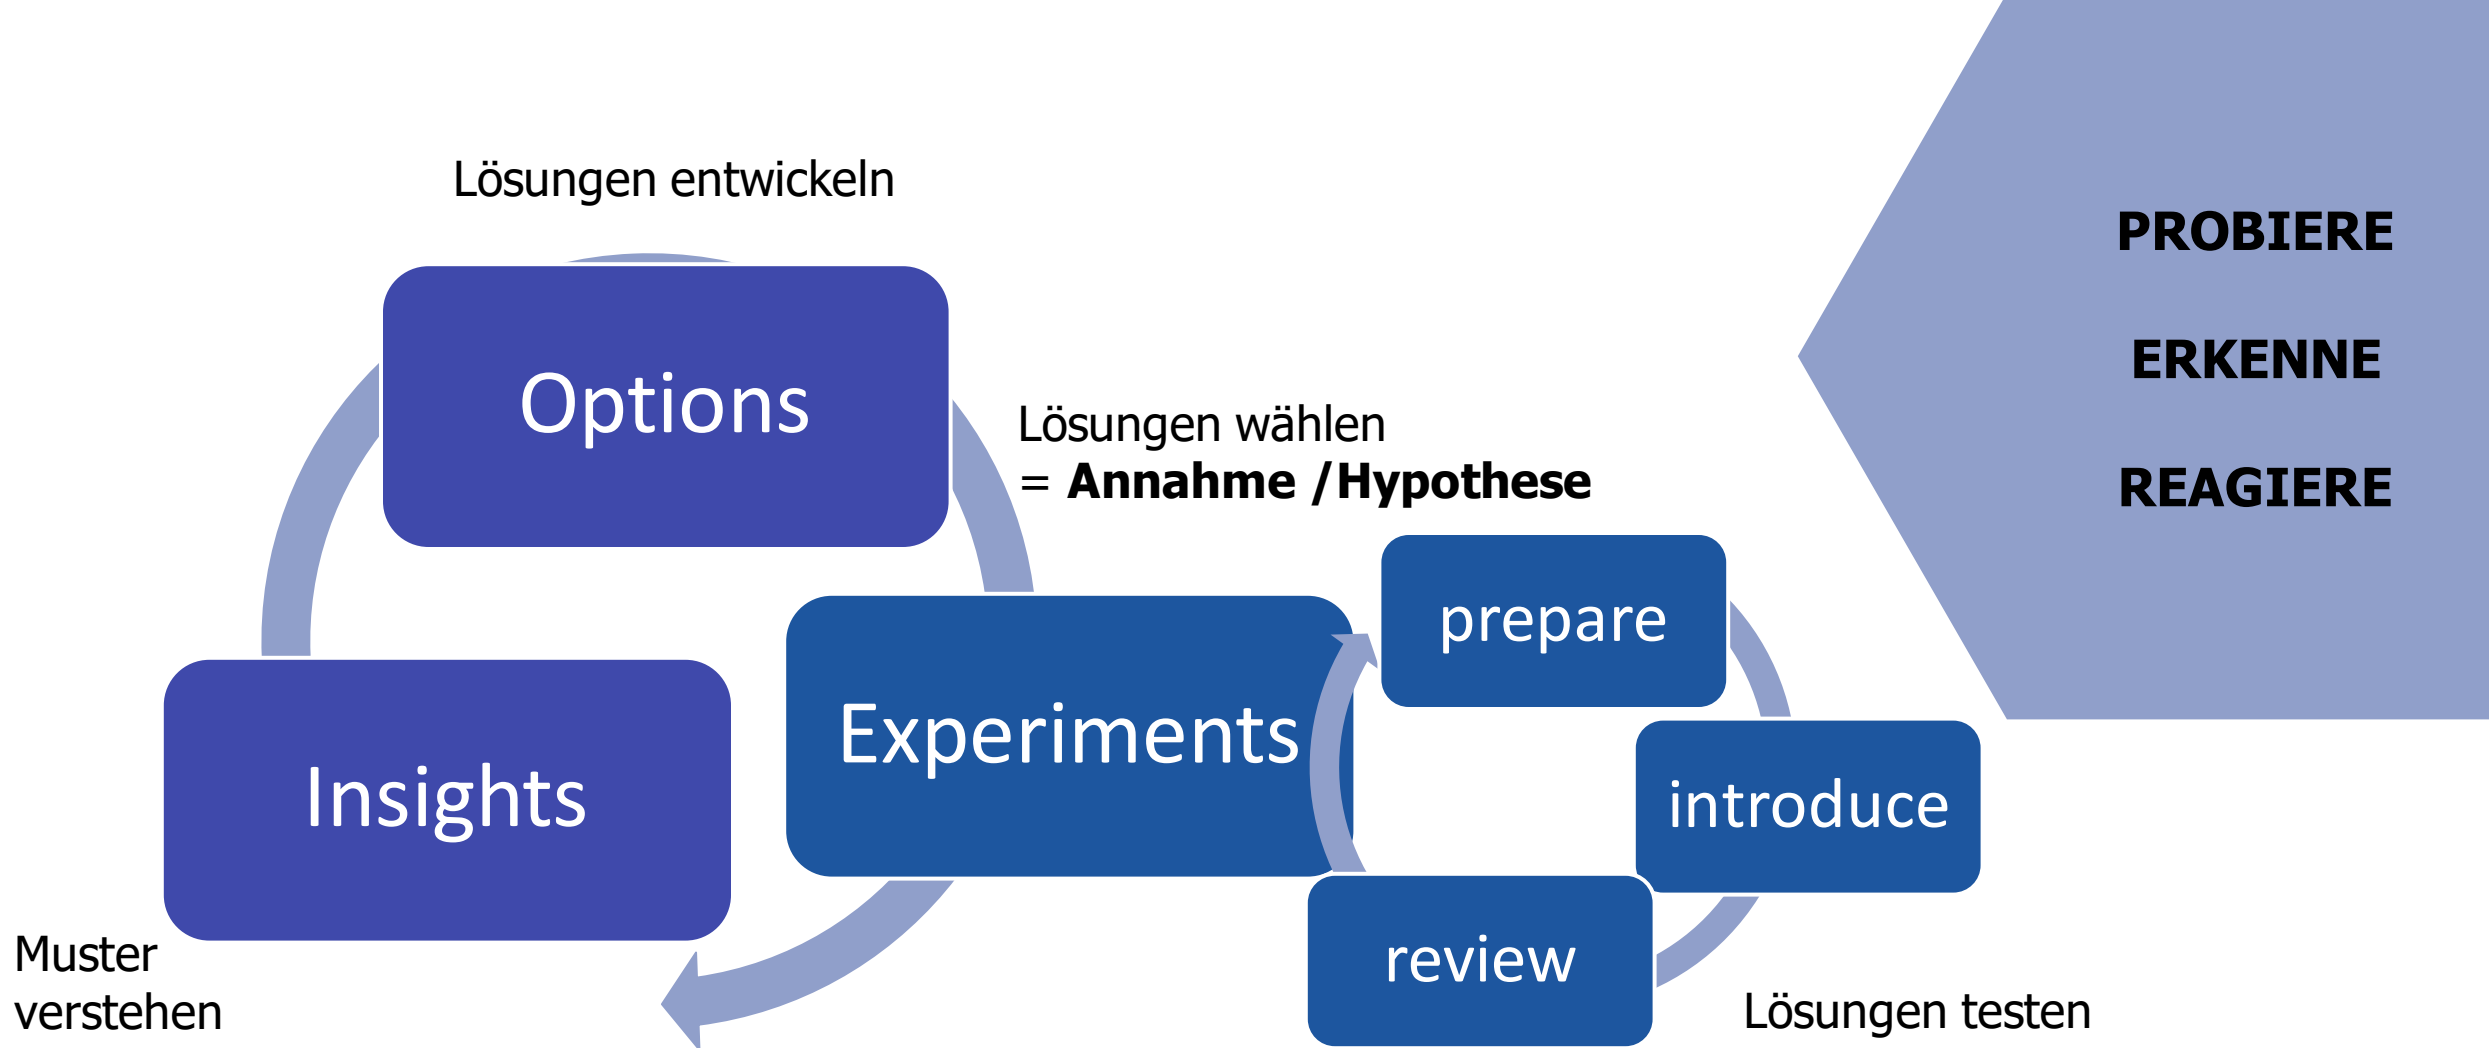 Lösungen entwickeln
Options
Lösungen wählen
= Annahme /Hypothese
Experiments
Insights
Muster
verstehen
prepare
introduce
review
Lösungen testen
PROBIERE
ERKENNE
REAGIERE